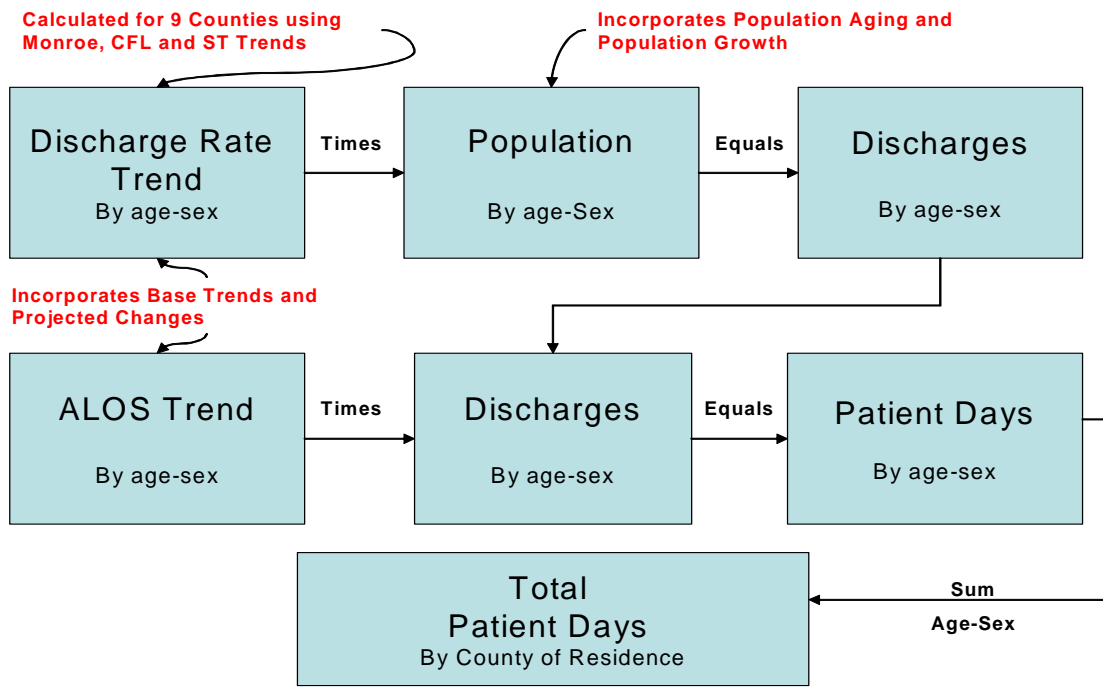 Calculated for 9 Counties using
Monroe, CFL and ST Trends
Incorporates Population Aging and
Population Growth
Discharge Rate
Trend
By age-sex
Times
Population
By age-Sex
Equals
Discharges
By age-sex
Incorporates Base Trends and
Projected Changes
ALOS Trend
By age-sex
Times
Discharges
By age-sex
Equals
Patient Days
By age-sex
Total
Patient Days
By County of Residence
Sum
Age-Sex